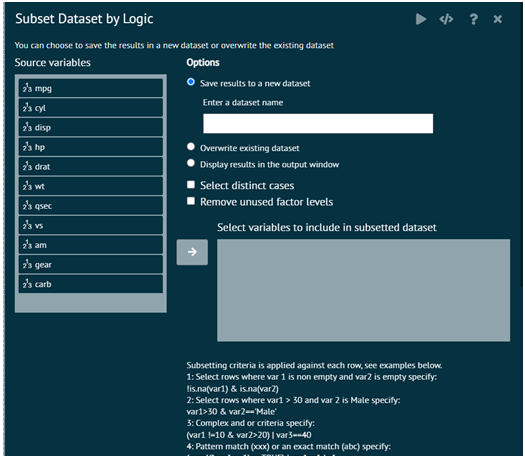 Subset Dataset by Logic
You can choose to save the results in a new dataset or overwrite the existing dataset
Source variables
mpg
cyl
disp
hp
drat
wt
qsec
vs
am
gear
carb
Options
Save results to a new dataset
Enter a dataset name
Overwrite existing dataset
Display results in the output window
Select distinct cases
Remove unused factor levels
Select variables to include in subsetted dataset
Subsetting criteria is applied against each row, see examples below.
1: Select rows where var 1 is non empty and var2 is empty specify:
!is.na(var1) & is.na(var2)
2: Select rows where var1 > 30 and var 2 is Male specify:
var1>30 & var2=='Male'
3: Complex and or criteria specify:
(var1 !=10 & var2>20) | var3==40
4: Pattern match (xxx) or an exact match (abc) specify: